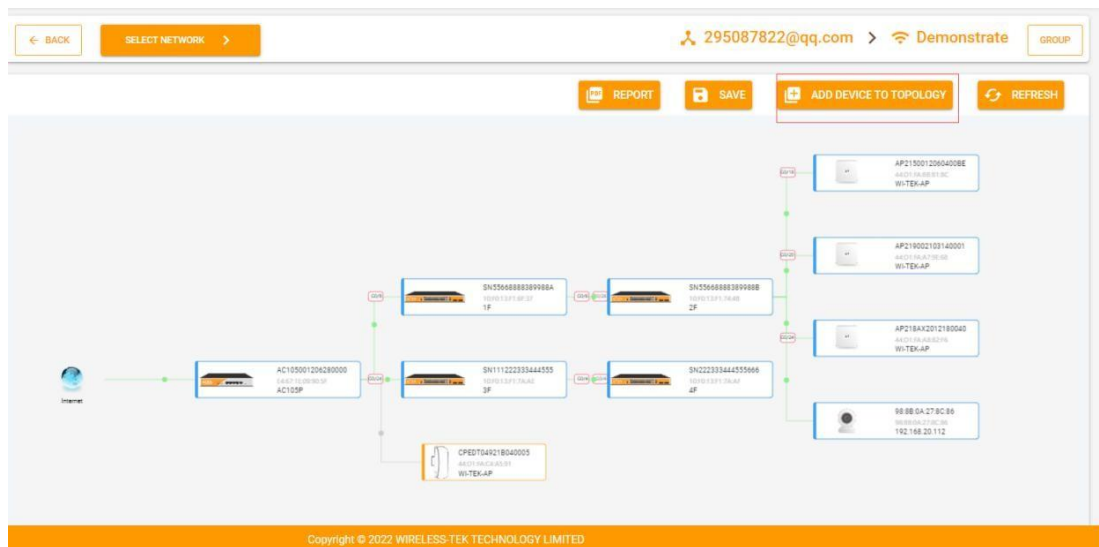 ← BACK
SELECT NETWORK >
295087822@qq.com > Demonstrate
GROUP
REPORT
SAVE
ADD DEVICE TO TOPOLOGY
REFRESH
AP2150012060400BE
WI-TEK-AP
AP219002103140001
WI-TEK-AP
SN55668888389988A
1F
SN55668888389988B
2F
AP218AX2012180040
WI-TEK-AP
Internet
AC105001206280000
AC105P
SN111222333444555
3F
SN222333444555666
4F
98:8B:0A:27:8C:86
192.168.20.112
CPEDT04921B040005
WI-TEK-AP
Copyright © 2022 WIRELESS-TEK TECHNOLOGY LIMITED